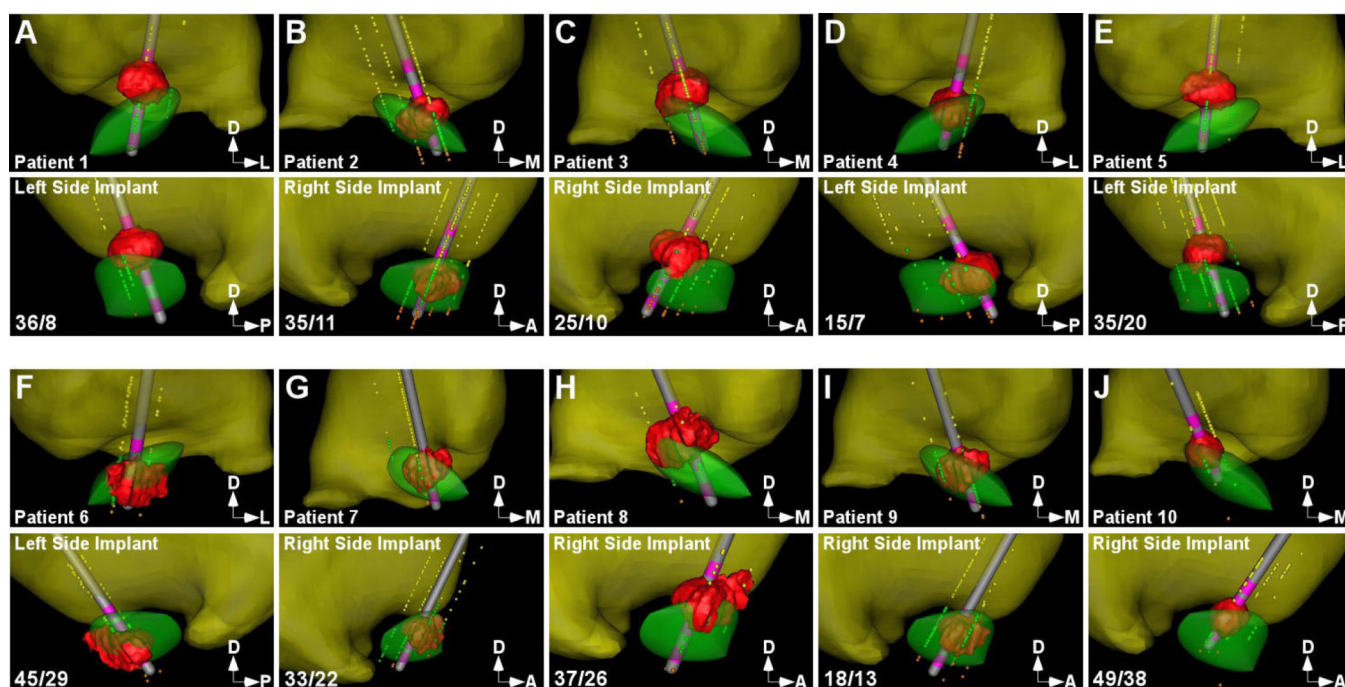 A
D
Patient 1
L
B
D
Patient 2
M
C
D
Patient 3
M
D
D
Patient 4
L
E
D
Patient 5
L
Left Side Implant
D
36/8
P
Right Side Implant
D
35/11
A
Right Side Implant
D
25/10
A
Left Side Implant
D
15/7
P
Left Side Implant
D
35/20
P
F
D
Patient 6
L
G
D
Patient 7
M
H
D
Patient 8
M
I
D
Patient 9
M
J
D
Patient 10
M
Left Side Implant
D
45/29
P
Right Side Implant
D
33/22
A
Right Side Implant
D
37/26
A
Right Side Implant
D
18/13
A
Right Side Implant
D
49/38
A